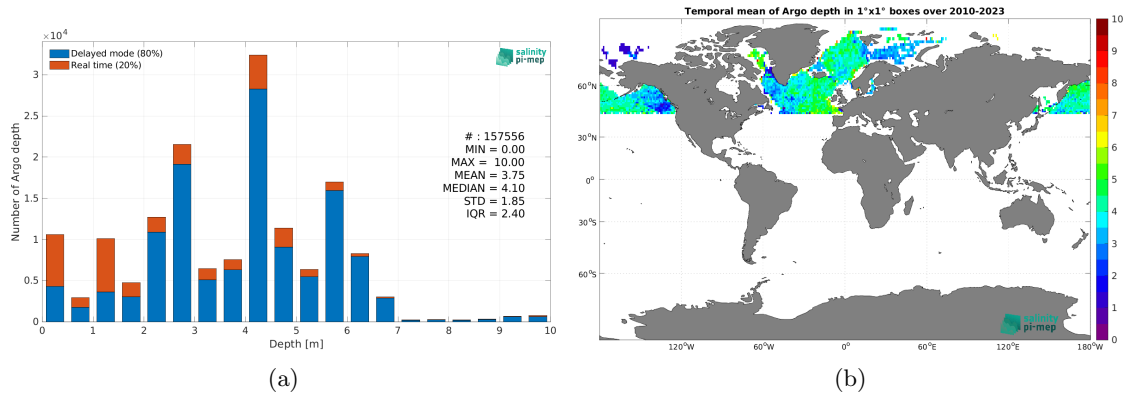 ×10⁴
Delayed mode (80%)
Real time (20%)
salinity
pi-mep
# : 157556
MIN = 0.00
MAX = 10.00
MEAN = 3.75
MEDIAN = 4.10
STD = 1.85
IQR = 2.40
Number of Argo depth
3
2.5
2
1.5
1
0.5
0
0 1 2 3 4 5 6 7 8 9 10
Depth [m]
(a)
Temporal mean of Argo depth in 1°x1° boxes over 2010-2023
60°N
30°N
0°
30°S
60°S
120°W 60°W 0° 60°E 120°E 180°W
salinity
pi-mep
10
9
8
7
6
5
4
3
2
1
0
(b)